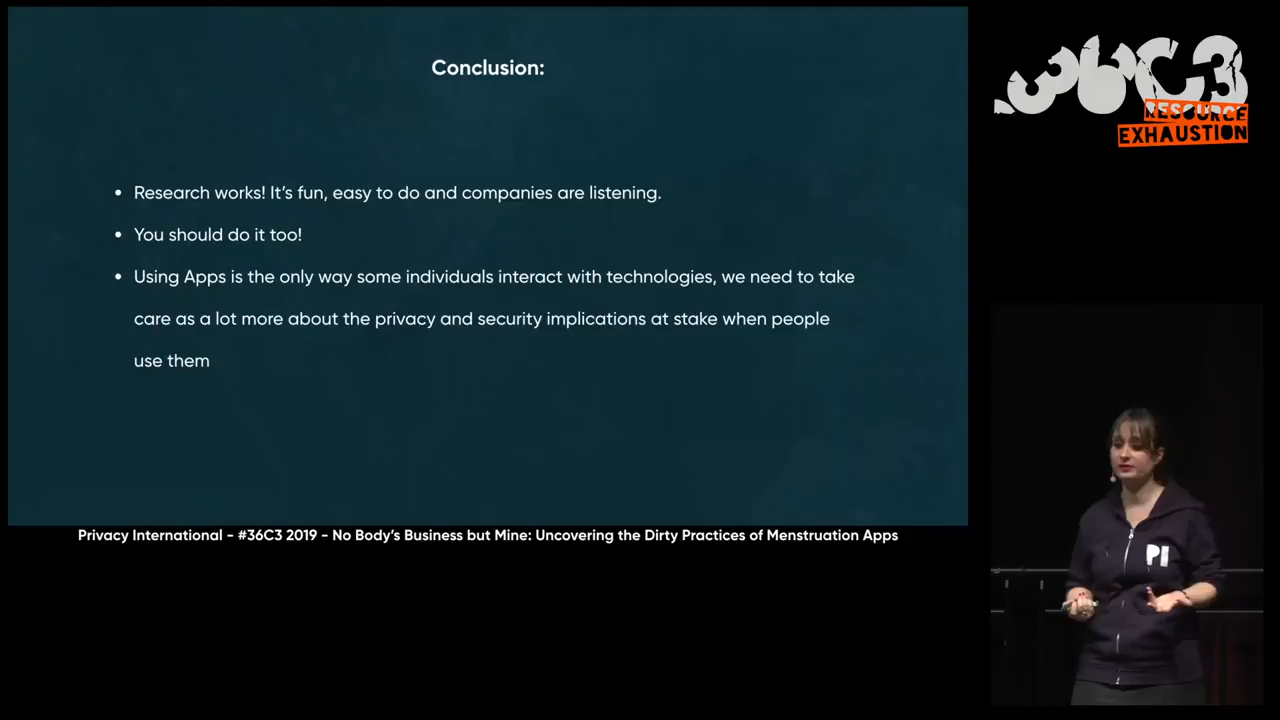 Conclusion:
• Research works! It’s fun, easy to do and companies are listening.
• You should do it too!
• Using Apps is the only way some individuals interact with technologies, we need to take
care as a lot more about the privacy and security implications at stake when people
use them
Privacy International - #36C3 2019 - No Body’s Business but Mine: Uncovering the Dirty Practices of Menstruation Apps
36C3
RESOURCE
EXHAUSTION
PI